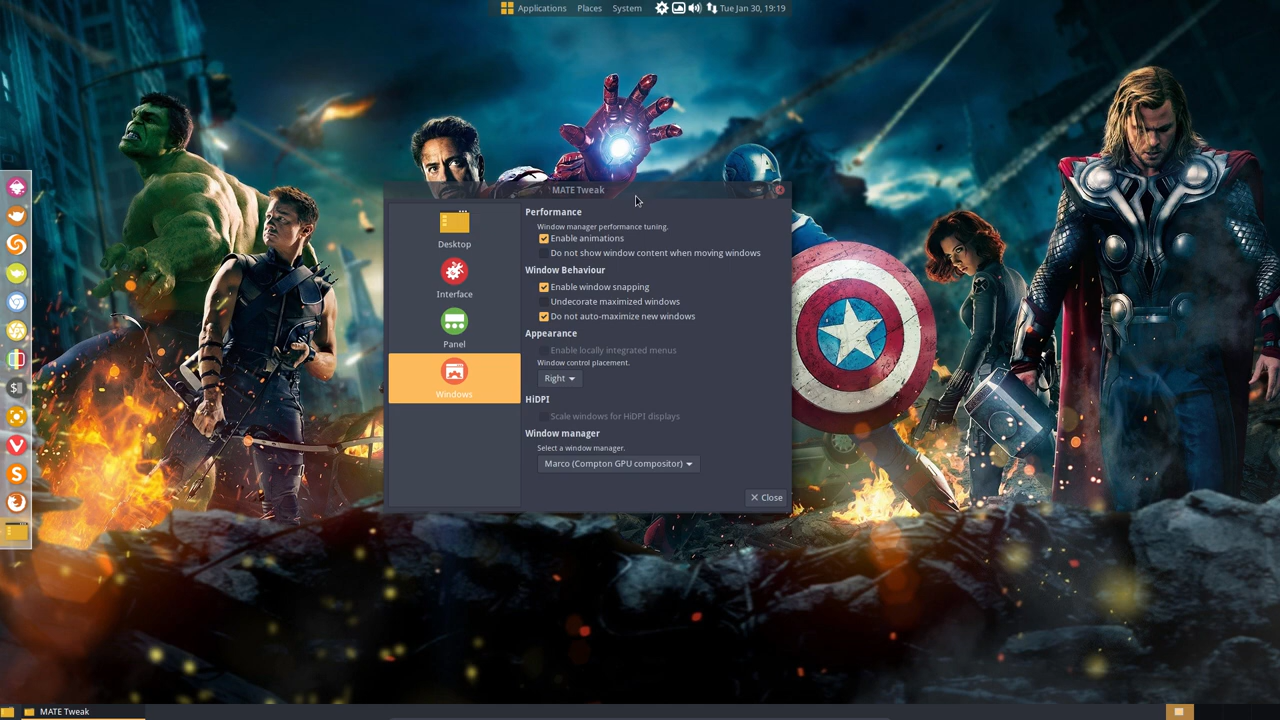 Applications Places System Tue Jan 30, 19:19
MATE Tweak
Desktop
Interface
Panel
Windows
Performance
Window manager performance tuning.
Enable animations
Do not show window content when moving windows
Window Behaviour
Enable window snapping
Undecorate maximized windows
Do not auto-maximize new windows
Appearance
Enable locally integrated menus
Window control placement.
Right
HiDPI
Scale windows for HiDPI displays
Window manager
Select a window manager.
Marco (Compton GPU compositor)
Close
MATE Tweak